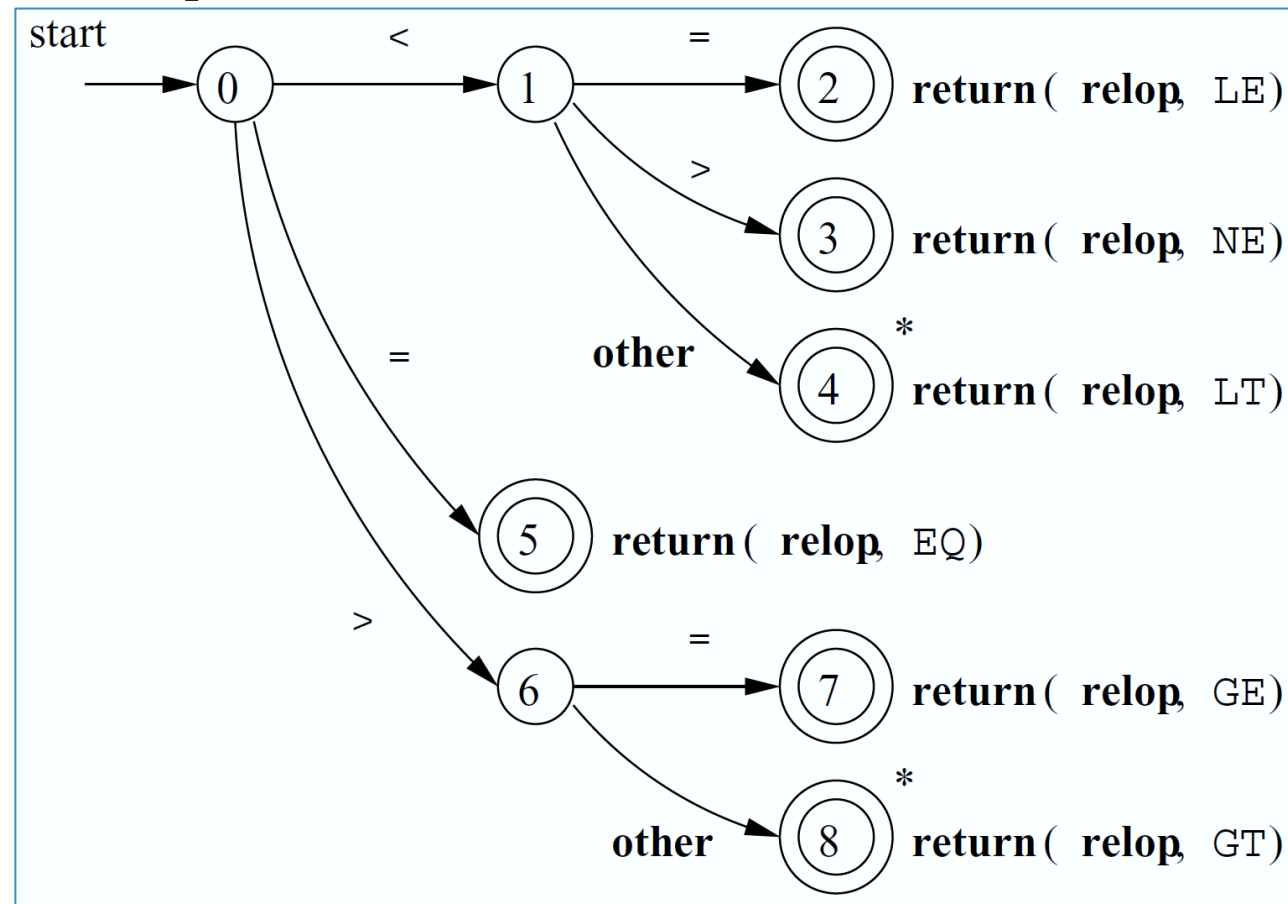 start
<
=
0
1
2
return( relop, LE)
>
3
return( relop, NE)
*
other
=
4
return( relop, LT)
5
return( relop, EQ)
>
=
6
7
return( relop, GE)
*
other
8
return( relop, GT)